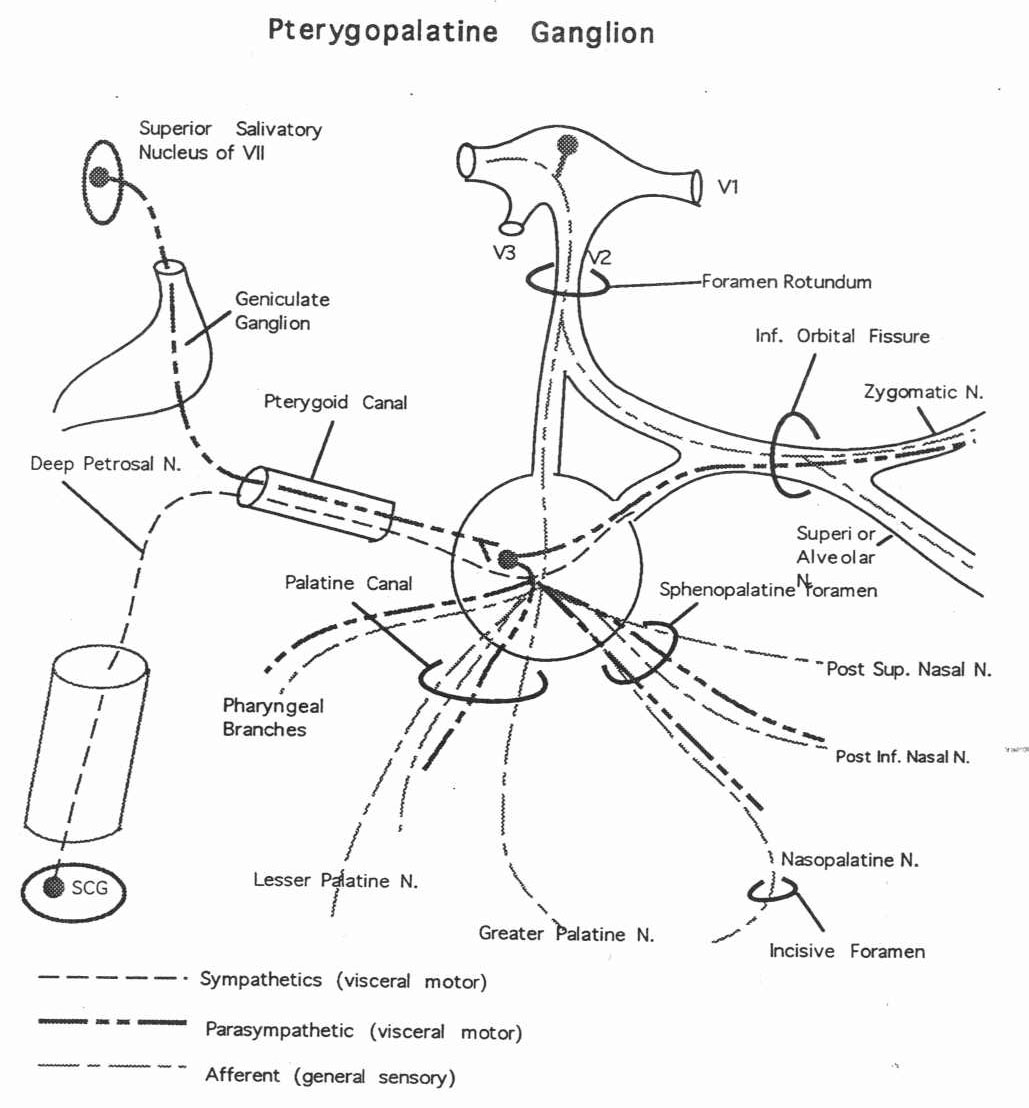 Pterygopalatine Ganglion
Superior Salivatory
Nucleus of VII
V1
V3
V2
Foramen Rotundum
Geniculate
Ganglion
Inf. Orbital Fissure
Zygomatic N.
Pterygoid Canal
Deep Petrosal N.
Superior
Alveolar
N.
Palatine Canal
Sphenopalatine foramen
Post Sup. Nasal N.
Pharyngeal
Branches
Post Inf. Nasal N.
Nasopalatine N.
Lesser Palatine N.
SCG
Greater Palatine N.
Incisive Foramen
Sympathetics (visceral motor)
Parasympathetic (visceral motor)
Afferent (general sensory)